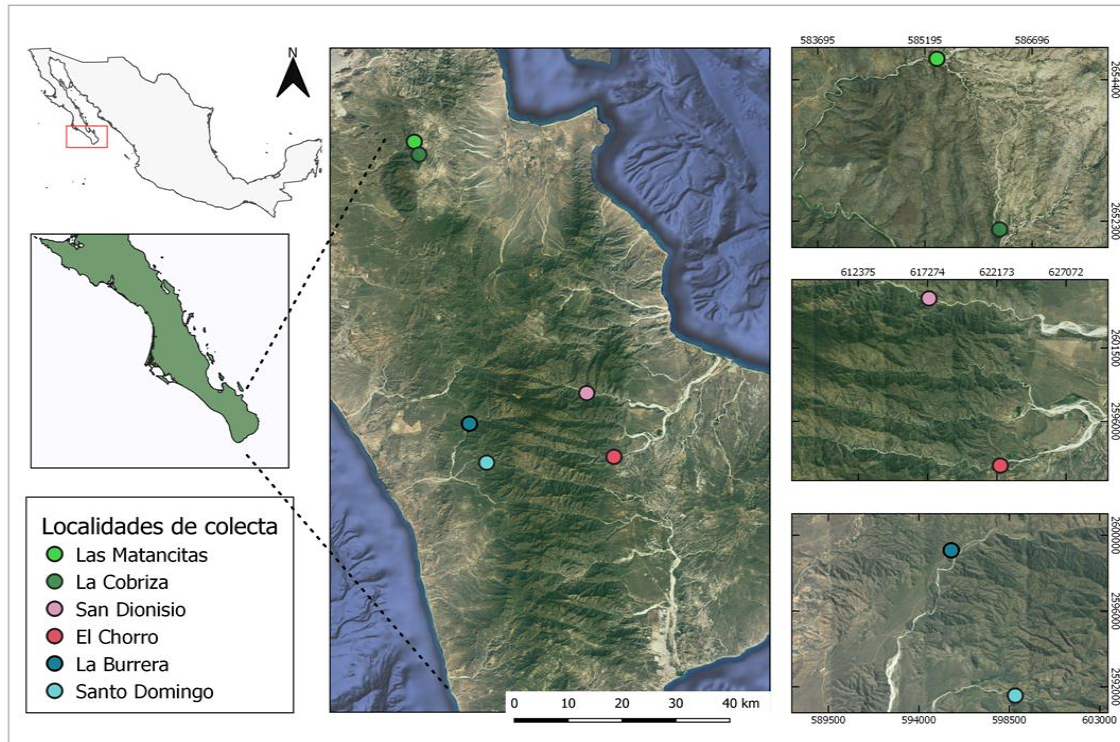 N
Localidades de colecta
Las Matancitas
La Cobriza
San Dionisio
El Chorro
La Burrera
Santo Domingo
0 10 20 30 40 km
583695 585195 586696
2654400
2652300
612375 617274 622173 627072
2601500
2596000
2600000
2596000
2592000
589500 594000 598500 603000